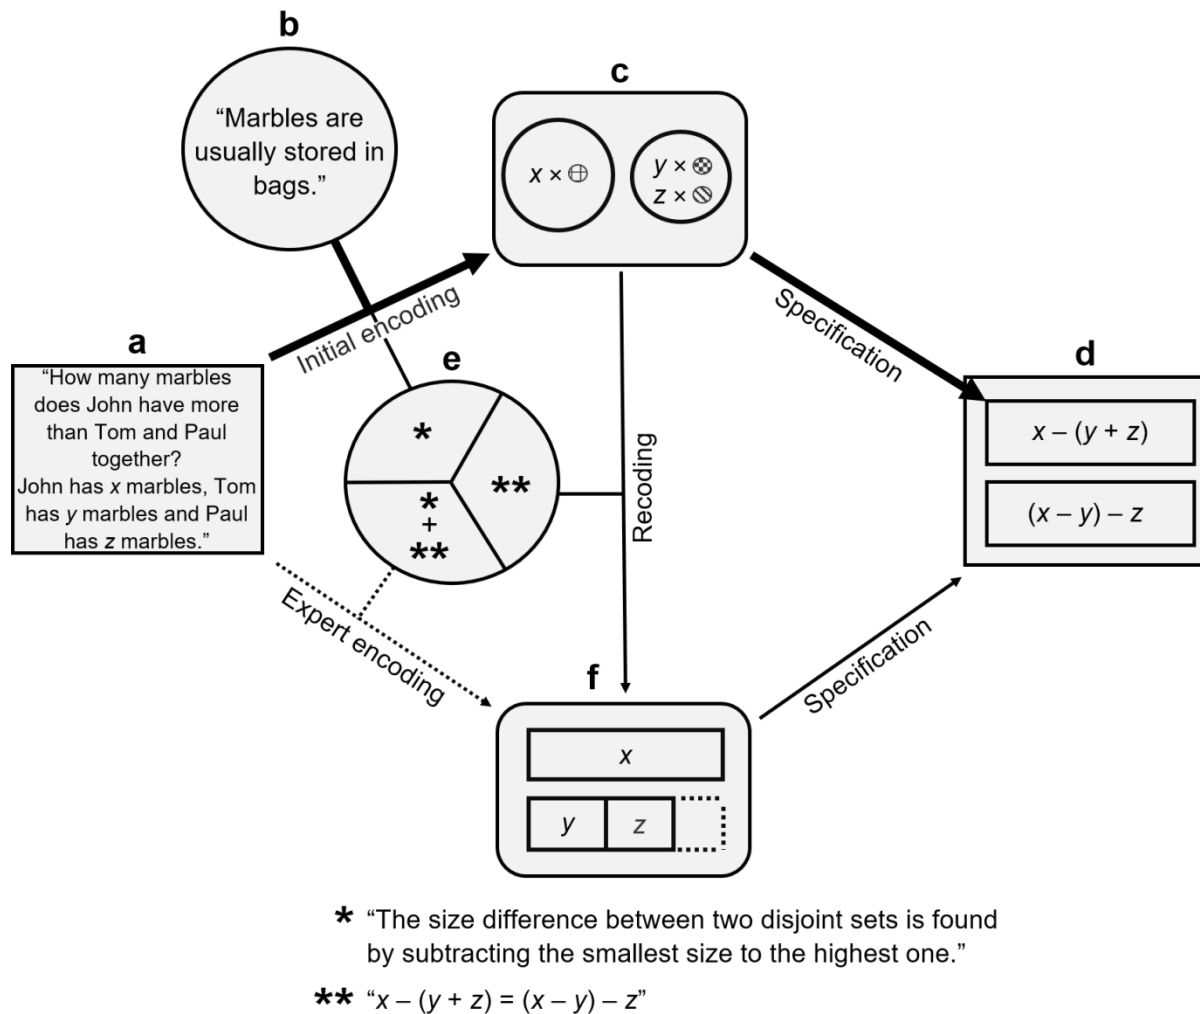 b
“Marbles are
usually stored in
bags.”
c
x ×
y ×
z ×
Initial encoding
Specification
a
“How many marbles
does John have more
than Tom and Paul
together?
John has x marbles, Tom
has y marbles and Paul
has z marbles.”
e
*
**
*
+
**
Recoding
d
x – (y + z)
(x – y) – z
Expert encoding
Specification
f
x
y z
* “The size difference between two disjoint sets is found
by subtracting the smallest size to the highest one.”
** “x – (y + z) = (x – y) – z”